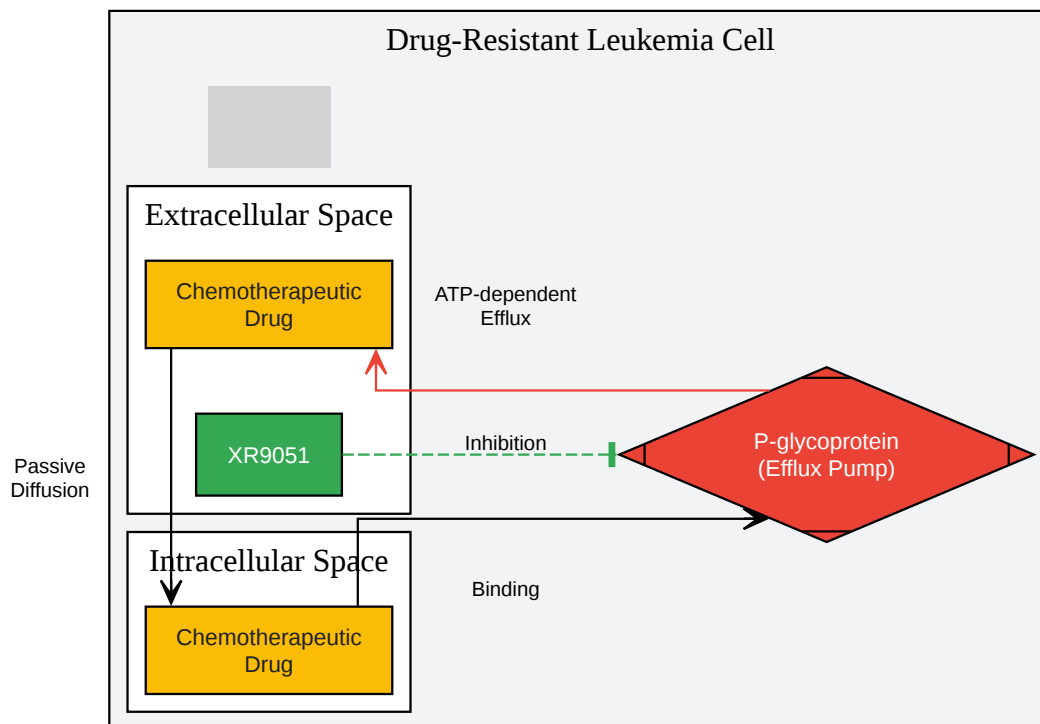 Drug-Resistant Leukemia Cell
Extracellular Space
Chemotherapeutic
Drug
ATP-dependent
Efflux
XR9051
Inhibition
P-glycoprotein
(Efflux Pump)
Passive
Diffusion
Intracellular Space
Binding
Chemotherapeutic
Drug